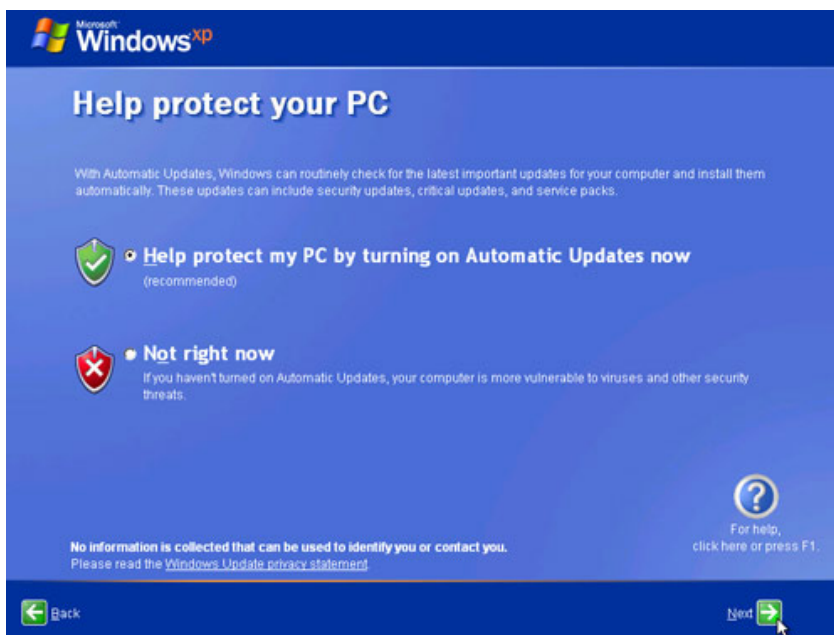 Microsoft
Windows xp
Help protect your PC
With Automatic Updates, Windows can routinely check for the latest important updates for your computer and install them
automatically. These updates can include security updates, critical updates, and service packs.
Help protect my PC by turning on Automatic Updates now
(recommended)
Not right now
If you haven't turned on Automatic Updates, your computer is more vulnerable to viruses and other security
threats.
For help,
click here or press F1.
No information is collected that can be used to identify you or contact you.
Please read the Windows Update privacy statement.
Back
Next